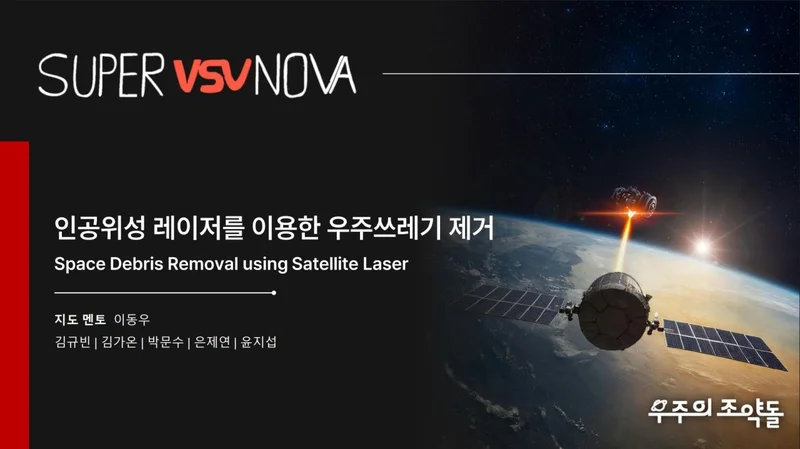 SUPER VSV NOVA
인공위성 레이저를 이용한 우주쓰레기 제거
Space Debris Removal using Satellite Laser
지도 멘토 이동우
김규빈 | 김가온 | 박문수 | 은제연 | 윤지섭
우주의 조약돌